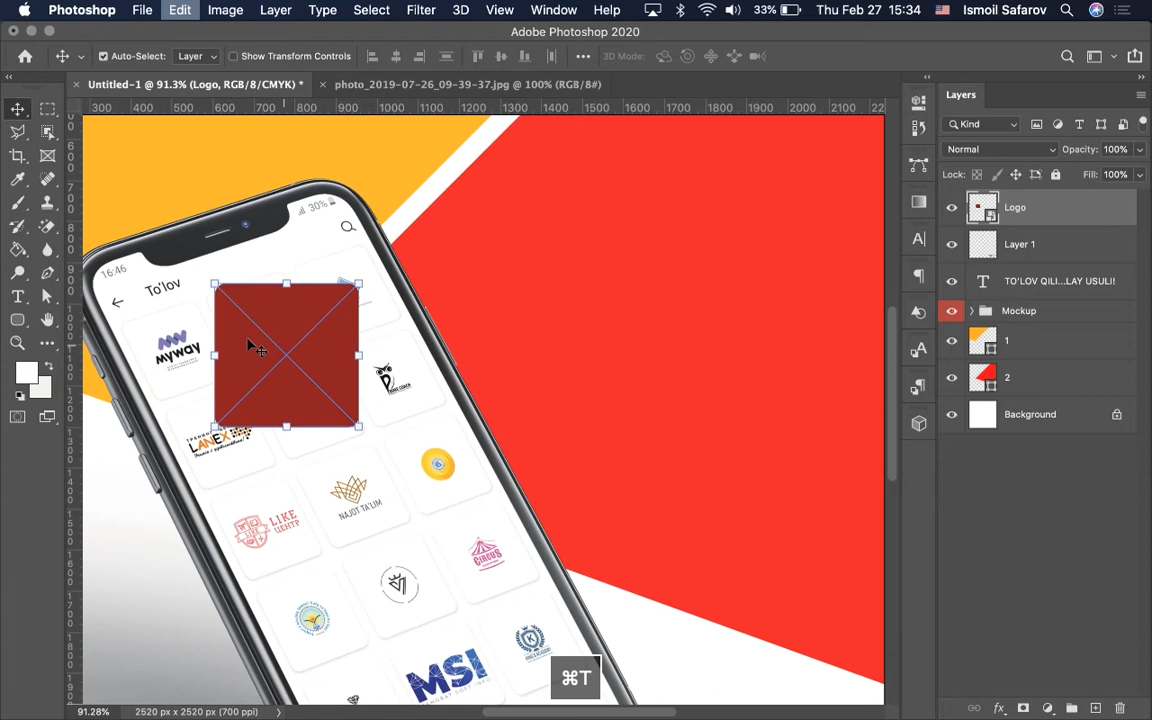 Photoshop File Edit Image Layer Type Select Filter 3D View Window Help 33% Thu Feb 27 15:34 Ismoil Safarov
Adobe Photoshop 2020
Auto-Select: Layer Show Transform Controls ••• 3D Mode:
× Untitled-1 @ 91.3% (Logo, RGB/8/CMYK) * × photo_2019-07-26_09-39-37.jpg @ 100% (RGB/8#)
300 400 500 600 700 800 900 1000 1100 1200 1300 1400 1500 1600 1700 1800 1900 2000 2100 22
Layers
Kind
Normal Opacity: 100%
Lock: Fill: 100%
Logo
Layer 1
T TO'LOV QILI...LAY USULI!
Mockup
1
2
Background
30%
16:46
To'lov
myway
COACH
LANEX
LIKE
ЦЕНТР
NAJOT TA'LIM
CIRCUS
MSI
⌘T
91.28% 2520 px x 2520 px (700 ppi)